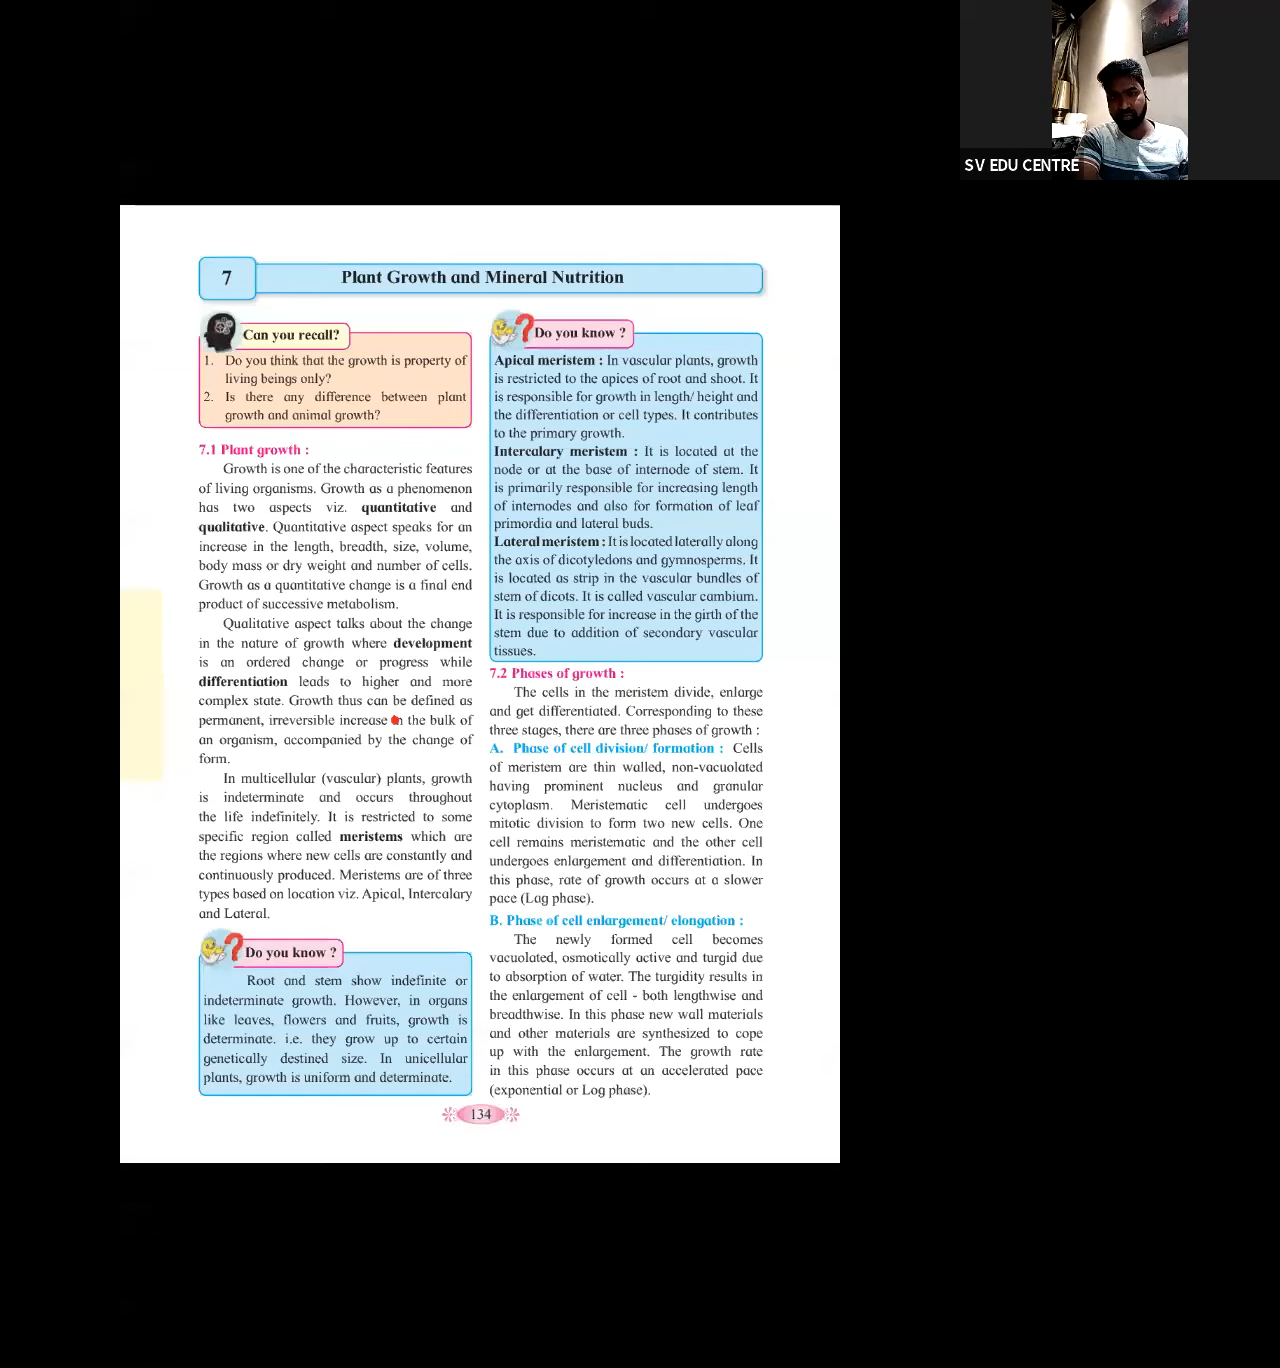 SV EDU CENTRE
7
Plant Growth and Mineral Nutrition
Can you recall?
1. Do you think that the growth is property of
living beings only?
2. Is there any difference between plant
growth and animal growth?
7.1 Plant growth :
Growth is one of the characteristic features
of living organisms. Growth as a phenomenon
has two aspects viz. quantitative and
qualitative. Quantitative aspect speaks for an
increase in the length, breadth, size, volume,
body mass or dry weight and number of cells.
Growth as a quantitative change is a final end
product of successive metabolism.
Qualitative aspect talks about the change
in the nature of growth where development
is an ordered change or progress while
differentiation leads to higher and more
complex state. Growth thus can be defined as
permanent, irreversible increase in the bulk of
an organism, accompanied by the change of
form.
In multicellular (vascular) plants, growth
is indeterminate and occurs throughout
the life indefinitely. It is restricted to some
specific region called meristems which are
the regions where new cells are constantly and
continuously produced. Meristems are of three
types based on location viz. Apical, Intercalary
and Lateral.
Do you know ?
Root and stem show indefinite or
indeterminate growth. However, in organs
like leaves, flowers and fruits, growth is
determinate. i.e. they grow up to certain
genetically destined size. In unicellular
plants, growth is uniform and determinate.
Do you know ?
Apical meristem : In vascular plants, growth
is restricted to the apices of root and shoot. It
is responsible for growth in length/ height and
the differentiation or cell types. It contributes
to the primary growth.
Intercalary meristem : It is located at the
node or at the base of internode of stem. It
is primarily responsible for increasing length
of internodes and also for formation of leaf
primordia and lateral buds.
Lateral meristem : It is located laterally along
the axis of dicotyledons and gymnosperms. It
is located as strip in the vascular bundles of
stem of dicots. It is called vascular cambium.
It is responsible for increase in the girth of the
stem due to addition of secondary vascular
tissues.
7.2 Phases of growth :
The cells in the meristem divide, enlarge
and get differentiated. Corresponding to these
three stages, there are three phases of growth :
A. Phase of cell division/ formation : Cells
of meristem are thin walled, non-vacuolated
having prominent nucleus and granular
cytoplasm. Meristematic cell undergoes
mitotic division to form two new cells. One
cell remains meristematic and the other cell
undergoes enlargement and differentiation. In
this phase, rate of growth occurs at a slower
pace (Lag phase).
B. Phase of cell enlargement/ elongation :
The newly formed cell becomes
vacuolated, osmotically active and turgid due
to absorption of water. The turgidity results in
the enlargement of cell - both lengthwise and
breadthwise. In this phase new wall materials
and other materials are synthesized to cope
up with the enlargement. The growth rate
in this phase occurs at an accelerated pace
(exponential or Log phase).
134